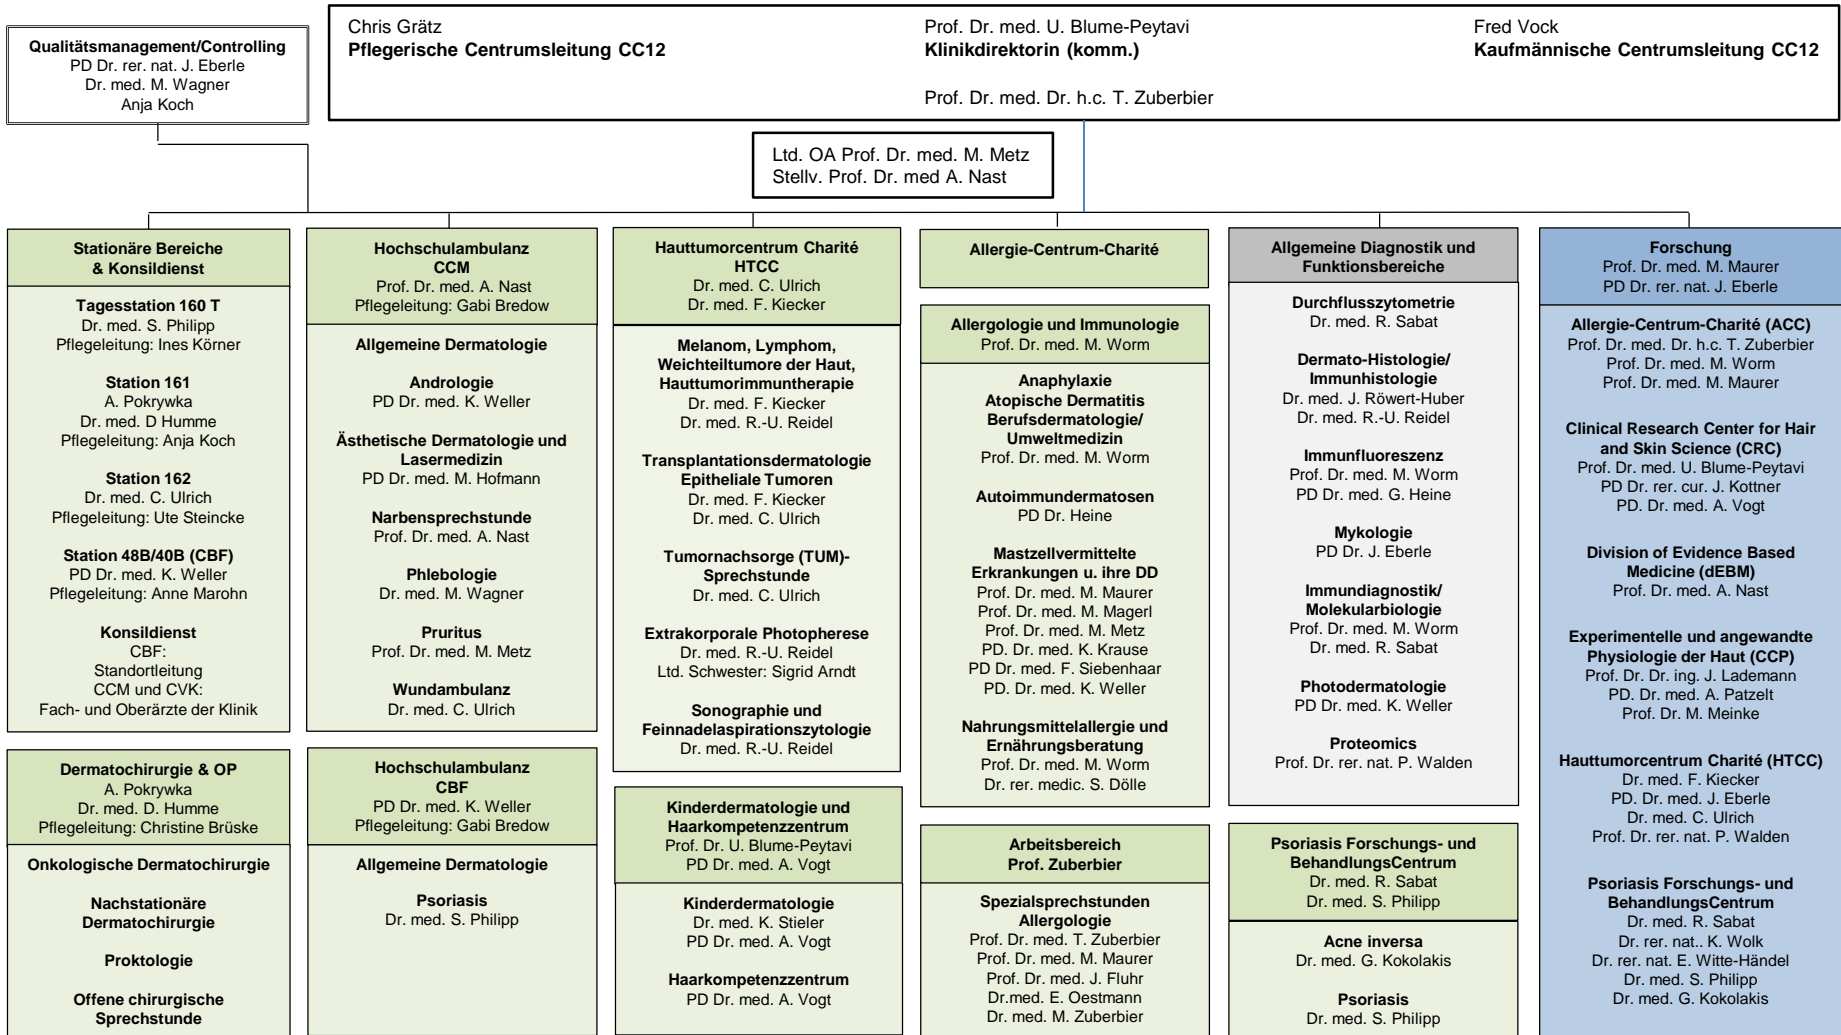 Qualitätsmanagement/Controlling
PD Dr. rer. nat. J. Eberle
Dr. med. M. Wagner
Anja Koch
Chris Grätz
Pflegerische Centrumsleitung CC12
Prof. Dr. med. U. Blume-Peytavi
Klinikdirektorin (komm.)
Prof. Dr. med. Dr. h.c. T. Zuberbier
Fred Vock
Kaufmännische Centrumsleitung CC12
Ltd. OA Prof. Dr. med. M. Metz
Stellv. Prof. Dr. med A. Nast
Stationäre Bereiche
& Konsildienst
Tagesstation 160 T
Dr. med. S. Philipp
Pflegeleitung: Ines Körner
Station 161
A. Pokrywka
Dr. med. D Humme
Pflegeleitung: Anja Koch
Station 162
Dr. med. C. Ulrich
Pflegeleitung: Ute Steincke
Station 48B/40B (CBF)
PD Dr. med. K. Weller
Pflegeleitung: Anne Marohn
Konsildienst
CBF:
Standortleitung
CCM und CVK:
Fach- und Oberärzte der Klinik
Dermatochirurgie & OP
A. Pokrywka
Dr. med. D. Humme
Pflegeleitung: Christine Brüske
Onkologische Dermatochirurgie
Nachstationäre
Dermatochirurgie
Proktologie
Offene chirurgische
Sprechstunde
Hochschulambulanz
CCM
Prof. Dr. med. A. Nast
Pflegeleitung: Gabi Bredow
Allgemeine Dermatologie
Andrologie
PD Dr. med. K. Weller
Ästhetische Dermatologie und
Lasermedizin
PD Dr. med. M. Hofmann
Narbensprechstunde
Prof. Dr. med. A. Nast
Phlebologie
Dr. med. M. Wagner
Pruritus
Prof. Dr. med. M. Metz
Wundambulanz
Dr. med. C. Ulrich
Hochschulambulanz
CBF
PD Dr. med. K. Weller
Pflegeleitung: Gabi Bredow
Allgemeine Dermatologie
Psoriasis
Dr. med. S. Philipp
Hauttumorcentrum Charité
HTCC
Dr. med. C. Ulrich
Dr. med. F. Kiecker
Melanom, Lymphom,
Weichteiltumore der Haut,
Hauttumorimmuntherapie
Dr. med. F. Kiecker
Dr. med. R.-U. Reidel
Transplantationsdermatologie
Epitheliale Tumoren
Dr. med. F. Kiecker
Dr. med. C. Ulrich
Tumornachsorge (TUM)-
Sprechstunde
Dr. med. C. Ulrich
Extrakorporale Photopherese
Dr. med. R.-U. Reidel
Ltd. Schwester: Sigrid Arndt
Sonographie und
Feinnadelaspirationszytologie
Dr. med. R.-U. Reidel
Kinderdermatologie und
Haarkompetenzzentrum
Prof. Dr. U. Blume-Peytavi
PD Dr. med. A. Vogt
Kinderdermatologie
Dr. med. K. Stieler
PD Dr. med. A. Vogt
Haarkompetenzzentrum
PD Dr. med. A. Vogt
Allergie-Centrum-Charité
Allergologie und Immunologie
Prof. Dr. med. M. Worm
Anaphylaxie
Atopische Dermatitis
Berufsdermatologie/
Umweltmedizin
Prof. Dr. med. M. Worm
Autoimmundermatosen
PD Dr. Heine
Mastzellvermittelte
Erkrankungen u. ihre DD
Prof. Dr. med. M. Maurer
Prof. Dr. med. M. Magerl
Prof. Dr. med. M. Metz
PD. Dr. med. K. Krause
PD Dr. med. F. Siebenhaar
PD. Dr. med. K. Weller
Nahrungsmittelallergie und
Ernährungsberatung
Prof. Dr. med. M. Worm
Dr. rer. medic. S. Dölle
Arbeitsbereich
Prof. Zuberbier
Spezialsprechstunden
Allergologie
Prof. Dr. med. T. Zuberbier
Prof. Dr. med. M. Maurer
Prof. Dr. med. J. Fluhr
Dr.med. E. Oestmann
Dr. med. M. Zuberbier
Allgemeine Diagnostik und
Funktionsbereiche
Durchflusszytometrie
Dr. med. R. Sabat
Dermato-Histologie/
Immunhistologie
Dr. med. J. Röwert-Huber
Dr. med. R.-U. Reidel
Immunfluoreszenz
Prof. Dr. med. M. Worm
PD Dr. med. G. Heine
Mykologie
PD Dr. J. Eberle
Immundiagnostik/
Molekularbiologie
Prof. Dr. med. M. Worm
Dr. med. R. Sabat
Photodermatologie
PD Dr. med. K. Weller
Proteomics
Prof. Dr. rer. nat. P. Walden
Psoriasis Forschungs- und
BehandlungsCentrum
Dr. med. R. Sabat
Dr. med. S. Philipp
Acne inversa
Dr. med. G. Kokolakis
Psoriasis
Dr. med. S. Philipp
Forschung
Prof. Dr. med. M. Maurer
PD Dr. rer. nat. J. Eberle
Allergie-Centrum-Charité (ACC)
Prof. Dr. med. Dr. h.c. T. Zuberbier
Prof. Dr. med. M. Worm
Prof. Dr. med. M. Maurer
Clinical Research Center for Hair
and Skin Science (CRC)
Prof. Dr. med. U. Blume-Peytavi
PD Dr. rer. cur. J. Kottner
PD. Dr. med. A. Vogt
Division of Evidence Based
Medicine (dEBM)
Prof. Dr. med. A. Nast
Experimentelle und angewandte
Physiologie der Haut (CCP)
Prof. Dr. Dr. ing. J. Lademann
PD. Dr. med. A. Patzelt
Prof. Dr. M. Meinke
Hauttumorcentrum Charité (HTCC)
Dr. med. F. Kiecker
PD. Dr. med. J. Eberle
Dr. med. C. Ulrich
Prof. Dr. rer. nat. P. Walden
Psoriasis Forschungs- und
BehandlungsCentrum
Dr. med. R. Sabat
Dr. rer. nat.. K. Wolk
Dr. rer. nat. E. Witte-Händel
Dr. med. S. Philipp
Dr. med. G. Kokolakis